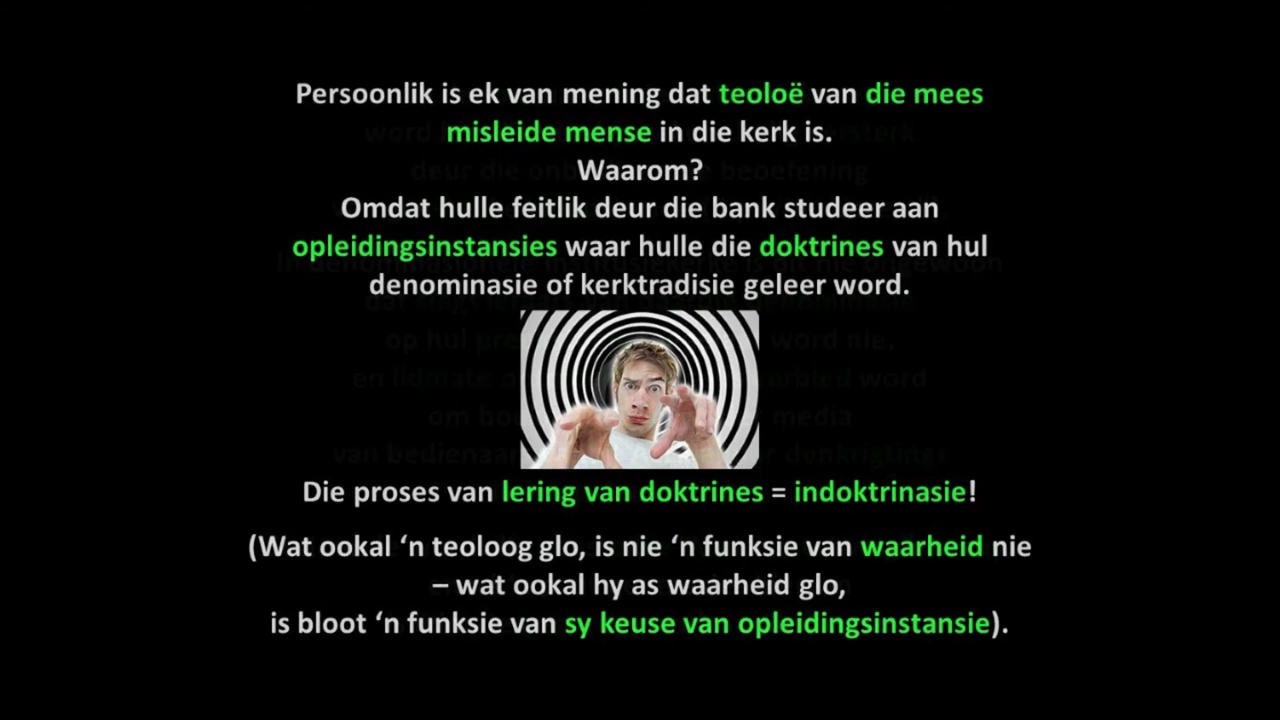 Persoonlik is ek van mening dat teoloë van die mees
misleide mense in die kerk is.
Waarom?
Omdat hulle feitlik deur die bank studeer aan
opleidingsinstansies waar hulle die doktrines van hul
denominasie of kerktradisie geleer word.
Die proses van lering van doktrines = indoktrinasie!
(Wat ookal ‘n teoloog glo, is nie ‘n funksie van waarheid nie
– wat ookal hy as waarheid glo,
is bloot ‘n funksie van sy keuse van opleidingsinstansie).